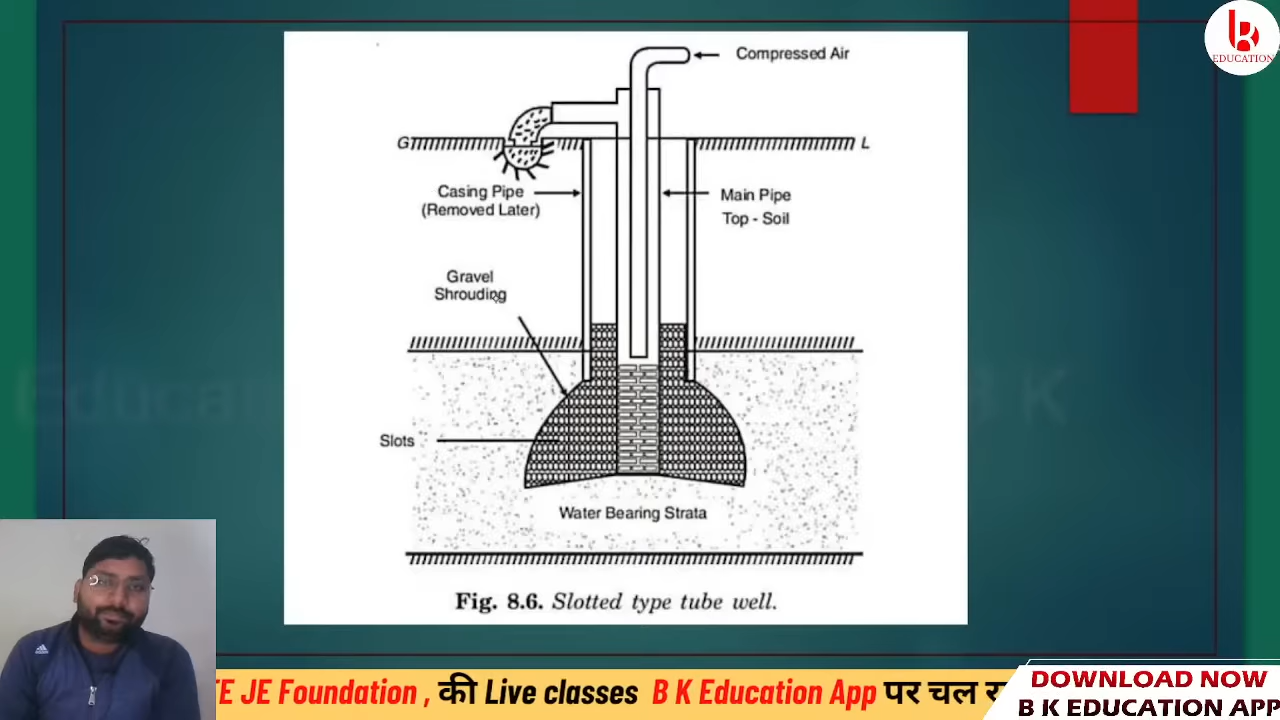 EDUCATION
Compressed Air
G
L
Casing Pipe
(Removed Later)
Main Pipe
Top - Soil
Gravel
Shrouding
Slots
Water Bearing Strata
Fig. 8.6. Slotted type tube well.
TE JE Foundation , की Live classes B K Education App पर चल
DOWNLOAD NOW
B K EDUCATION APP